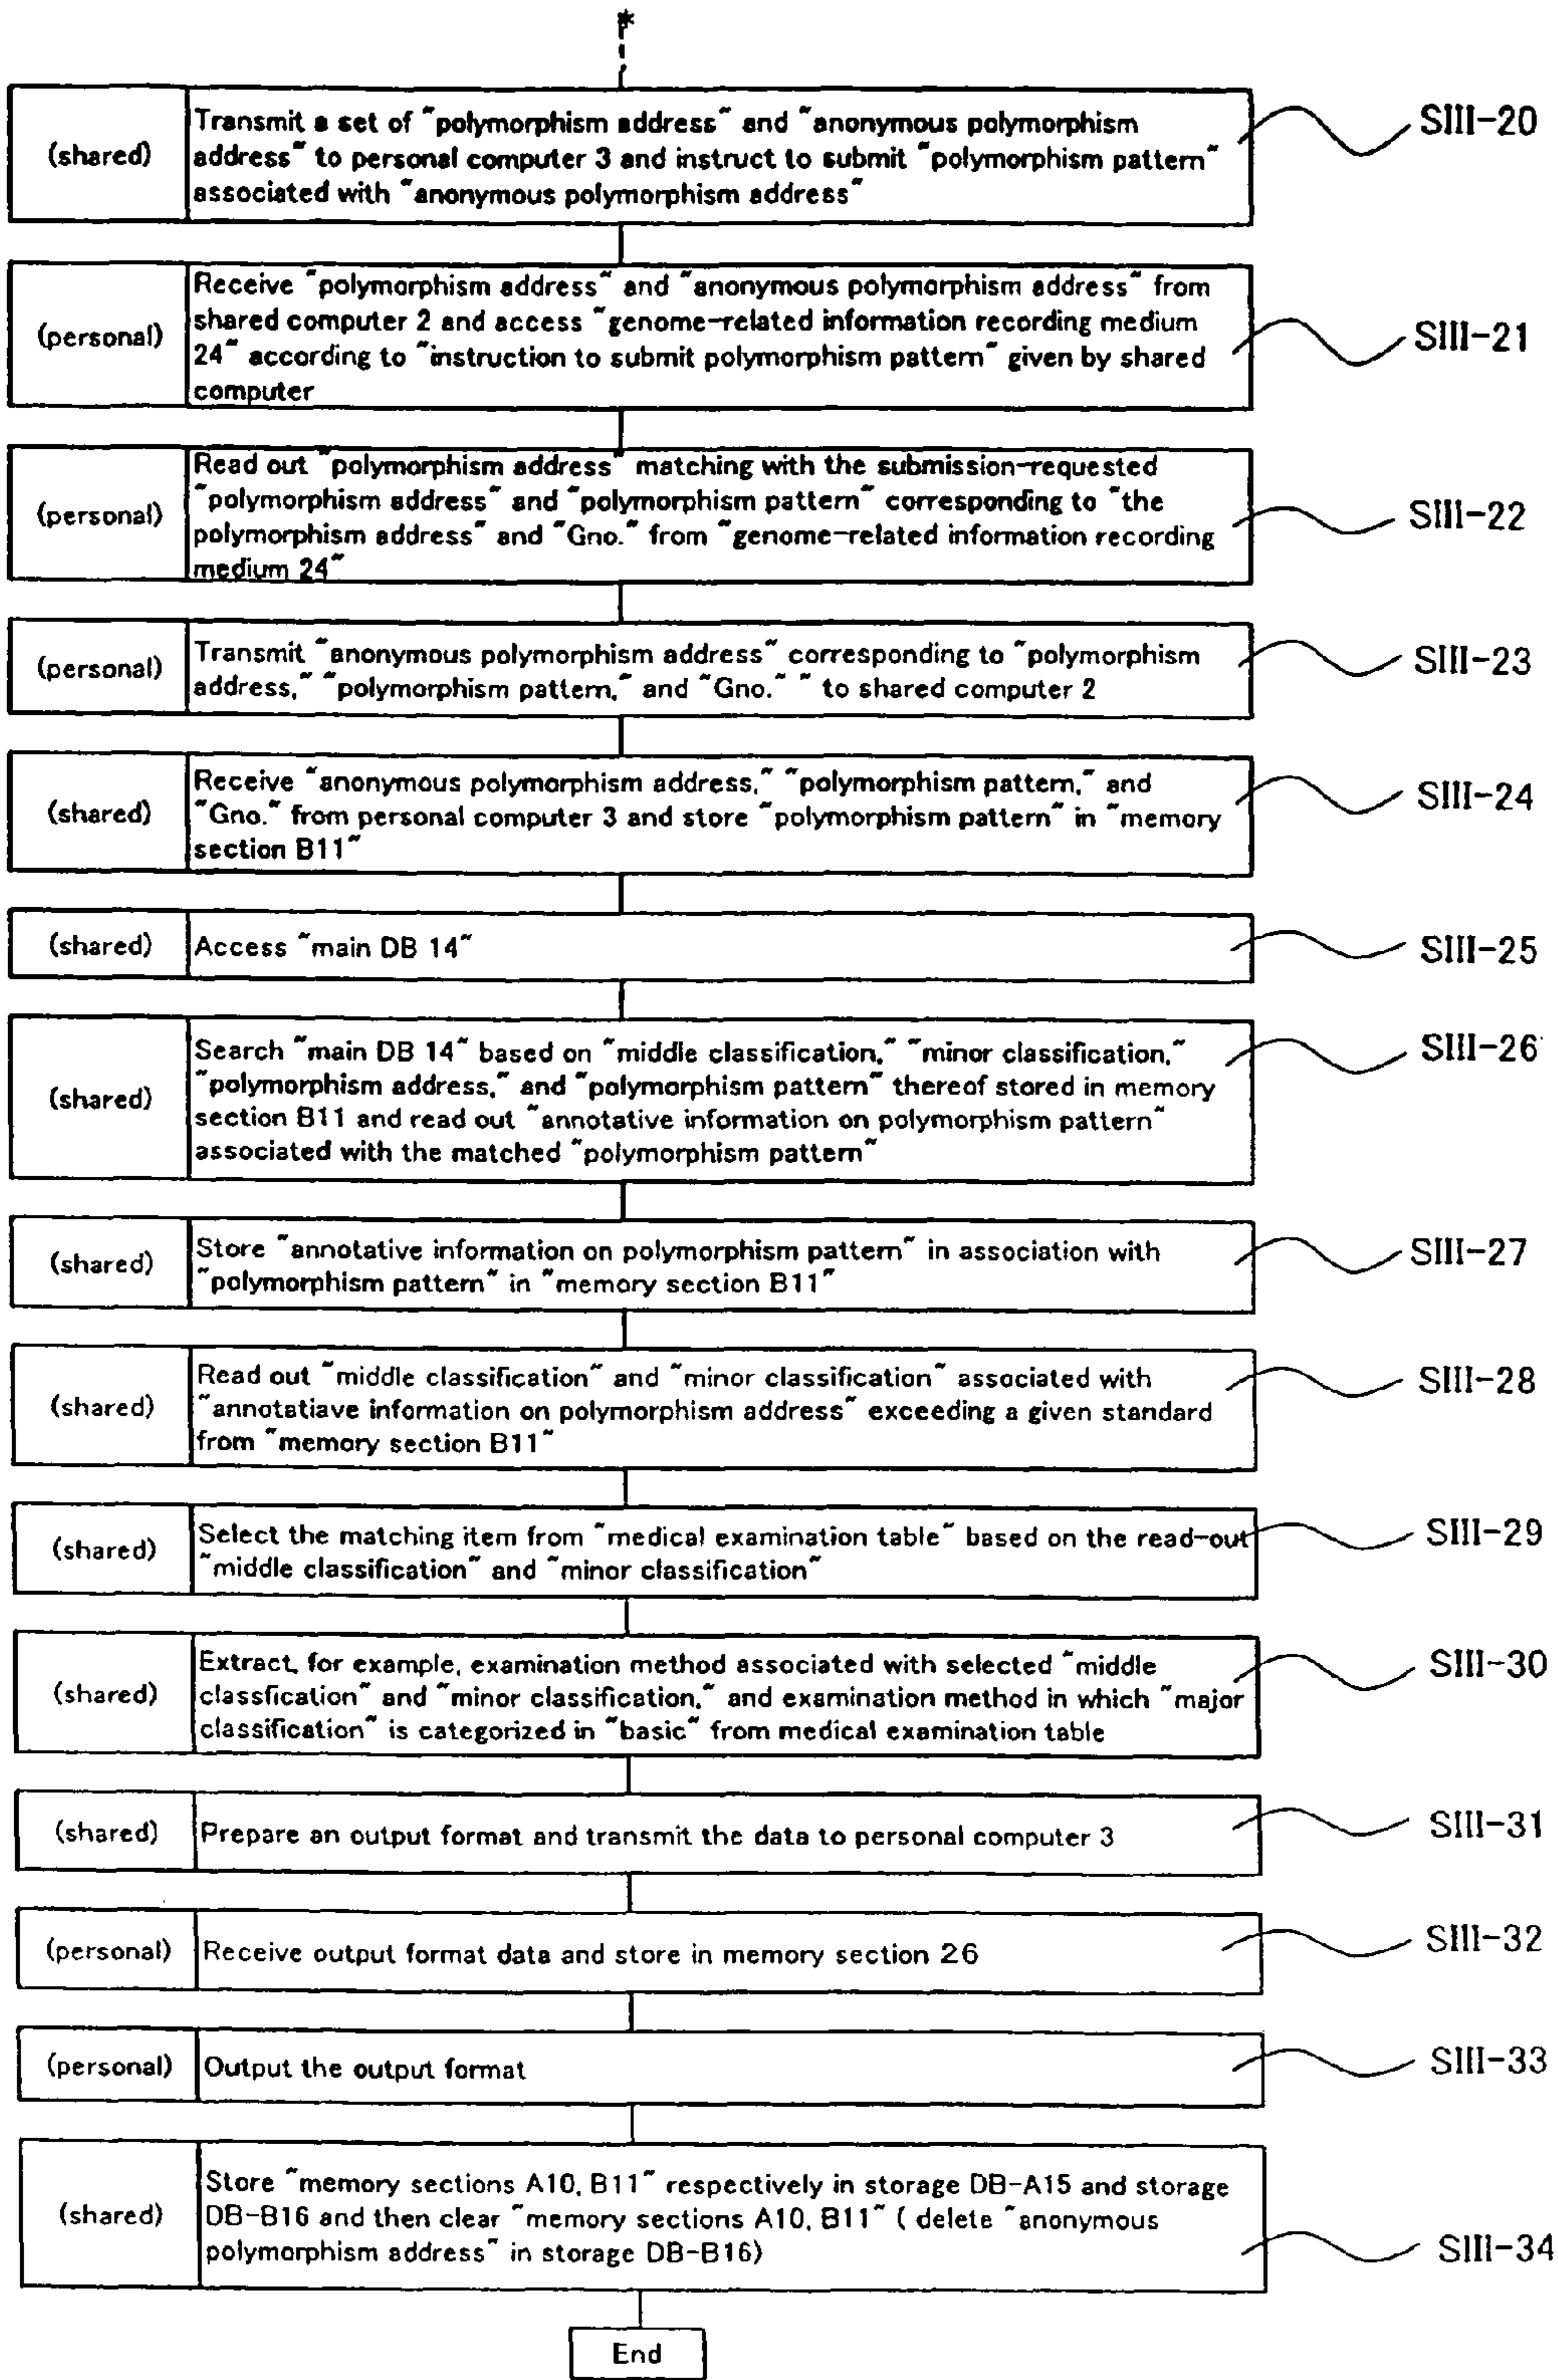 *
(shared)
Transmit a set of "polymorphism address" and "anonymous polymorphism
address" to personal computer 3 and instruct to submit "polymorphism pattern"
associated with "anonymous polymorphism address"
SIII-20
(personal)
Receive "polymorphism address" and "anonymous polymorphism address" from
shared computer 2 and access "genome-related information recording medium
24" according to "instruction to submit polymorphism pattern" given by shared
computer
SIII-21
(personal)
Read out "polymorphism address" matching with the submission-requested
"polymorphism address" and "polymorphism pattern" corresponding to "the
polymorphism address" and "Gno." from "genome-related information recording
medium 24"
SIII-22
(personal)
Transmit "anonymous polymorphism address" corresponding to "polymorphism
address," "polymorphism pattern," and "Gno." " to shared computer 2
SIII-23
(shared)
Receive "anonymous polymorphism address," "polymorphism pattern," and
"Gno." from personal computer 3 and store "polymorphism pattern" in "memory
section B11"
SIII-24
(shared)
Access "main DB 14"
SIII-25
(shared)
Search "main DB 14" based on "middle classification," "minor classification,"
"polymorphism address," and "polymorphism pattern" thereof stored in memory
section B11 and read out "annotative information on polymorphism pattern"
associated with the matched "polymorphism pattern"
SIII-26
(shared)
Store "annotative information on polymorphism pattern" in association with
"polymorphism pattern" in "memory section B11"
SIII-27
(shared)
Read out "middle classification" and "minor classification" associated with
"annotatiave information on polymorphism address" exceeding a given standard
from "memory section B11"
SIII-28
(shared)
Select the matching item from "medical examination table" based on the read-out
"middle classification" and "minor classification"
SIII-29
(shared)
Extract, for example, examination method associated with selected "middle
classfication" and "minor classification," and examination method in which "major
classification" is categorized in "basic" from medical examination table
SIII-30
(shared)
Prepare an output format and transmit the data to personal computer 3
SIII-31
(personal)
Receive output format data and store in memory section 26
SIII-32
(personal)
Output the output format
SIII-33
(shared)
Store "memory sections A10, B11" respectively in storage DB-A15 and storage
DB-B16 and then clear "memory sections A10, B11" ( delete "anonymous
polymorphism address" in storage DB-B16)
SIII-34
End